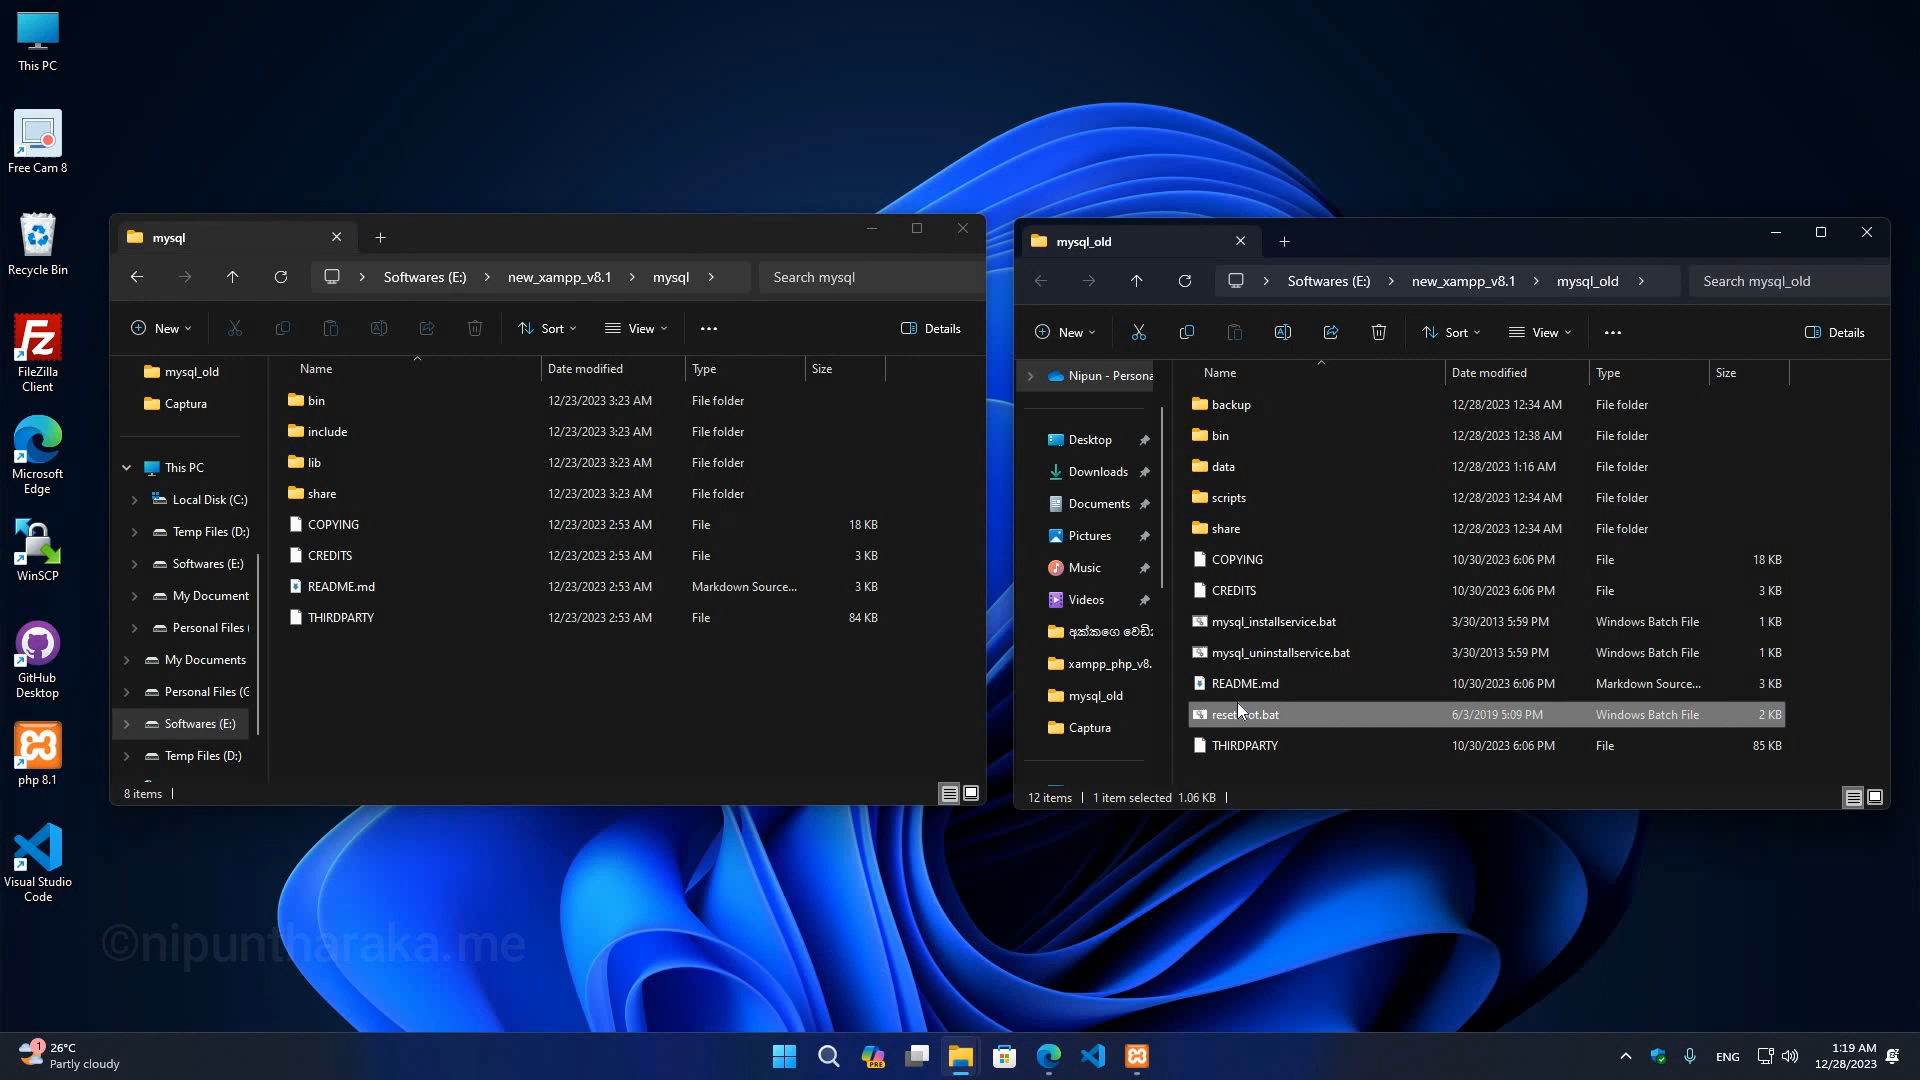 This PC
Free Cam 8
Recycle Bin
FileZilla
Client
Microsoft
Edge
WinSCP
GitHub
Desktop
php 8.1
Visual Studio
Code
mysql
Softwares (E:)
new_xampp_v8.1
mysql
Search mysql
New
Sort
View
Details
mysql_old
Captura
This PC
Local Disk (C:)
Temp Files (D:)
Softwares (E:)
My Document
Personal Files (
My Documents
Personal Files (G
Softwares (E:)
Temp Files (D:)
Name Date modified Type Size
bin 12/23/2023 3:23 AM File folder
include 12/23/2023 3:23 AM File folder
lib 12/23/2023 3:23 AM File folder
share 12/23/2023 3:23 AM File folder
COPYING 12/23/2023 2:53 AM File 18 KB
CREDITS 12/23/2023 2:53 AM File 3 KB
README.md 12/23/2023 2:53 AM Markdown Source... 3 KB
THIRDPARTY 12/23/2023 2:53 AM File 84 KB
8 items
mysql_old
Softwares (E:)
new_xampp_v8.1
mysql_old
Search mysql_old
New
Sort
View
Details
Nipun - Persona
Desktop
Downloads
Documents
Pictures
Music
Videos
අක්කගෙ වෙඩි
xampp_php_v8.
mysql_old
Captura
Name Date modified Type Size
backup 12/28/2023 12:34 AM File folder
bin 12/28/2023 12:38 AM File folder
data 12/28/2023 1:16 AM File folder
scripts 12/28/2023 12:34 AM File folder
share 12/28/2023 12:34 AM File folder
COPYING 10/30/2023 6:06 PM File 18 KB
CREDITS 10/30/2023 6:06 PM File 3 KB
mysql_installservice.bat 3/30/2013 5:59 PM Windows Batch File 1 KB
mysql_uninstallservice.bat 3/30/2013 5:59 PM Windows Batch File 1 KB
README.md 10/30/2023 6:06 PM Markdown Source... 3 KB
6/3/2019 5:09 PM Windows Batch File 2 KB
THIRDPARTY 10/30/2023 6:06 PM File 85 KB
12 items 1 item selected 1.06 KB
©nipuntharaka.me
1
26°C
Partly cloudy
PRE
ENG
1:19 AM
12/28/2023